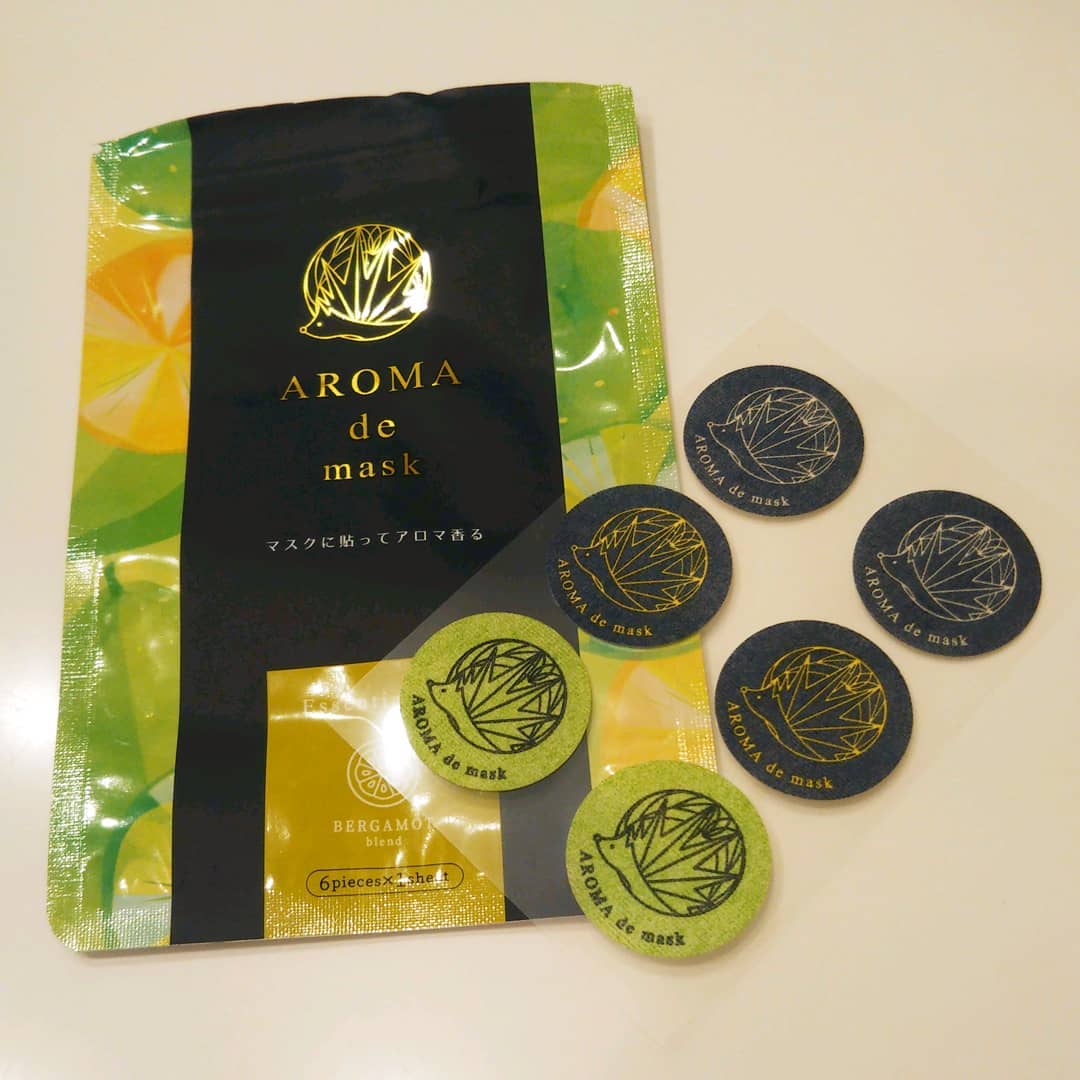 AROMA
de
mask
マスクに貼ってアロマ香る
BERGAMOT
blend
6pieces×1sheet
AROMA de mask
AROMA de mask
AROMA de mask
AROMA de mask
AROMA de mask
AROMA de mask